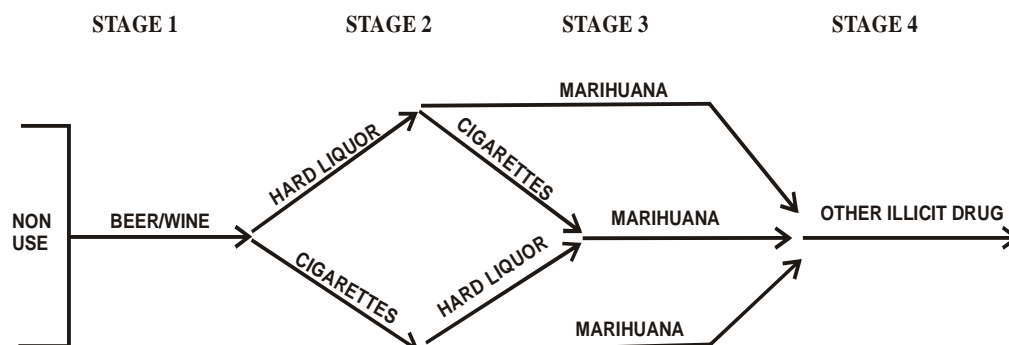 STAGE 1 STAGE 2 STAGE 3 STAGE 4
MARIHUANA
HARD LIQUOR
CIGARETTES
NON
USE
BEER/WINE
MARIHUANA
OTHER ILLICIT DRUG
CIGARETTES
HARD LIQUOR
MARIHUANA